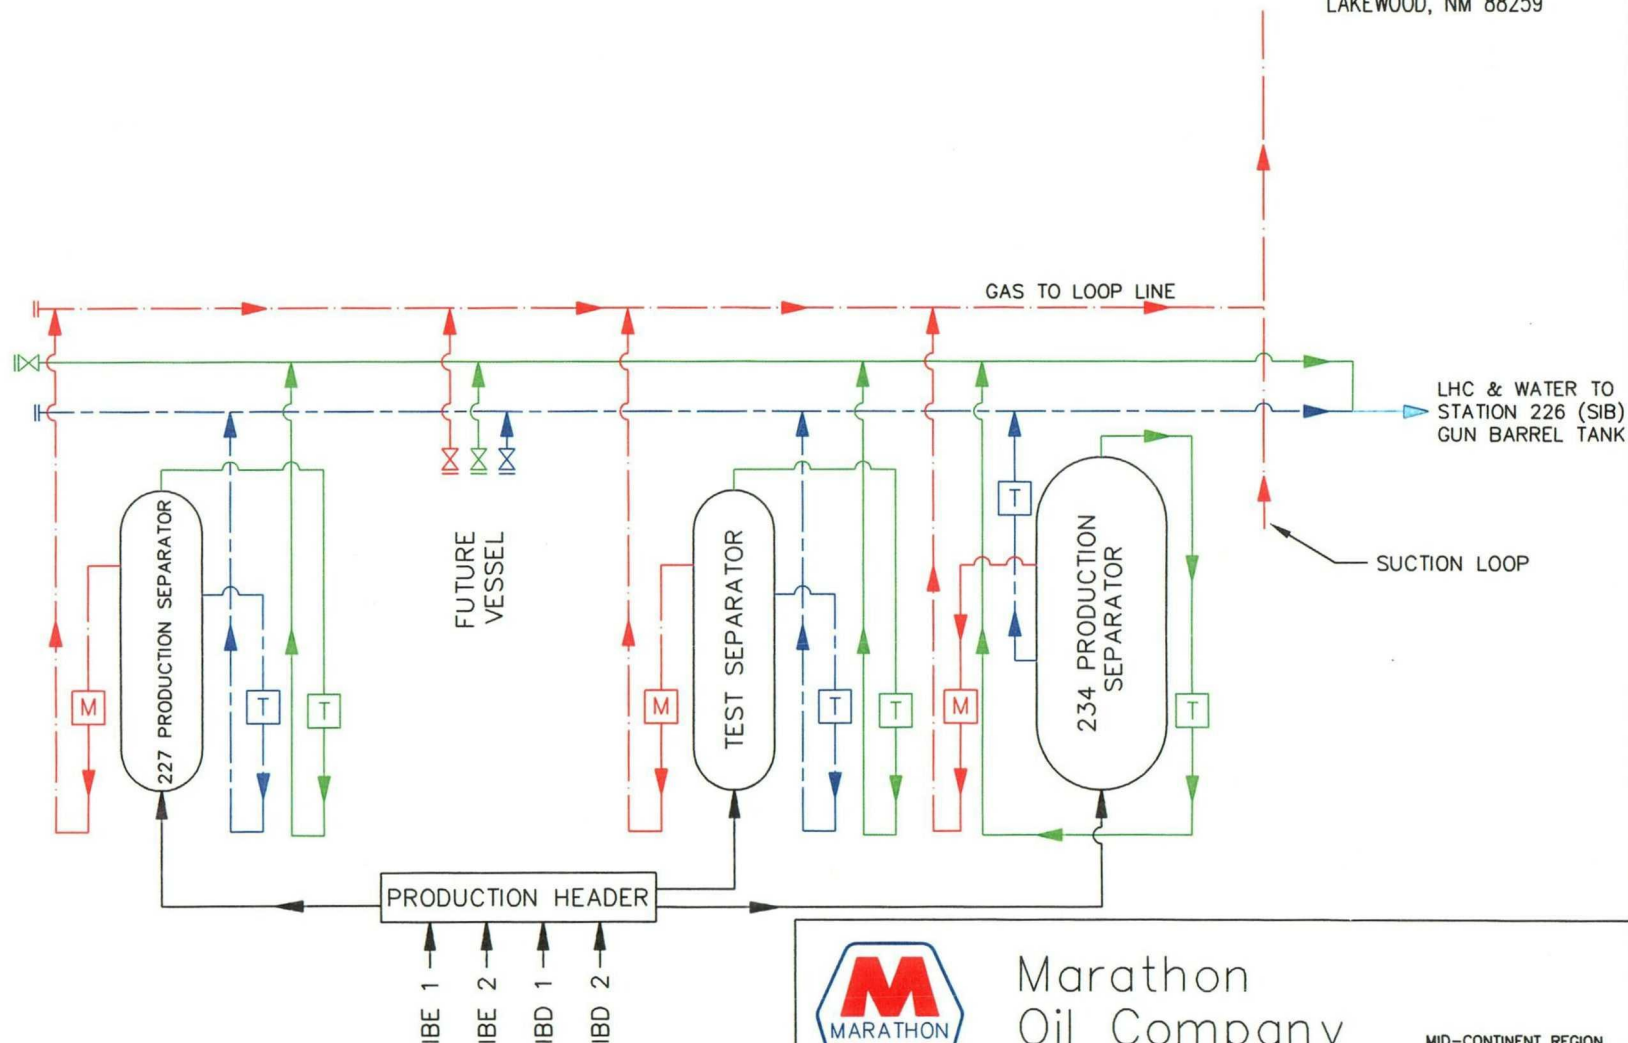 LAKEWOOD, NM 88259
GAS TO LOOP LINE
LHC & WATER TO
STATION 226 (SIB)
GUN BARREL TANK
SUCTION LOOP
227 PRODUCTION SEPARATOR
FUTURE
VESSEL
TEST SEPARATOR
234 PRODUCTION
SEPARATOR
T
M
T
T
M
T
T
M
T
PRODUCTION HEADER
IBE 1
IBE 2
IBD 1
IBD 2
M
MARATHON
Marathon
Oil Company
MID-CONTINENT REGION